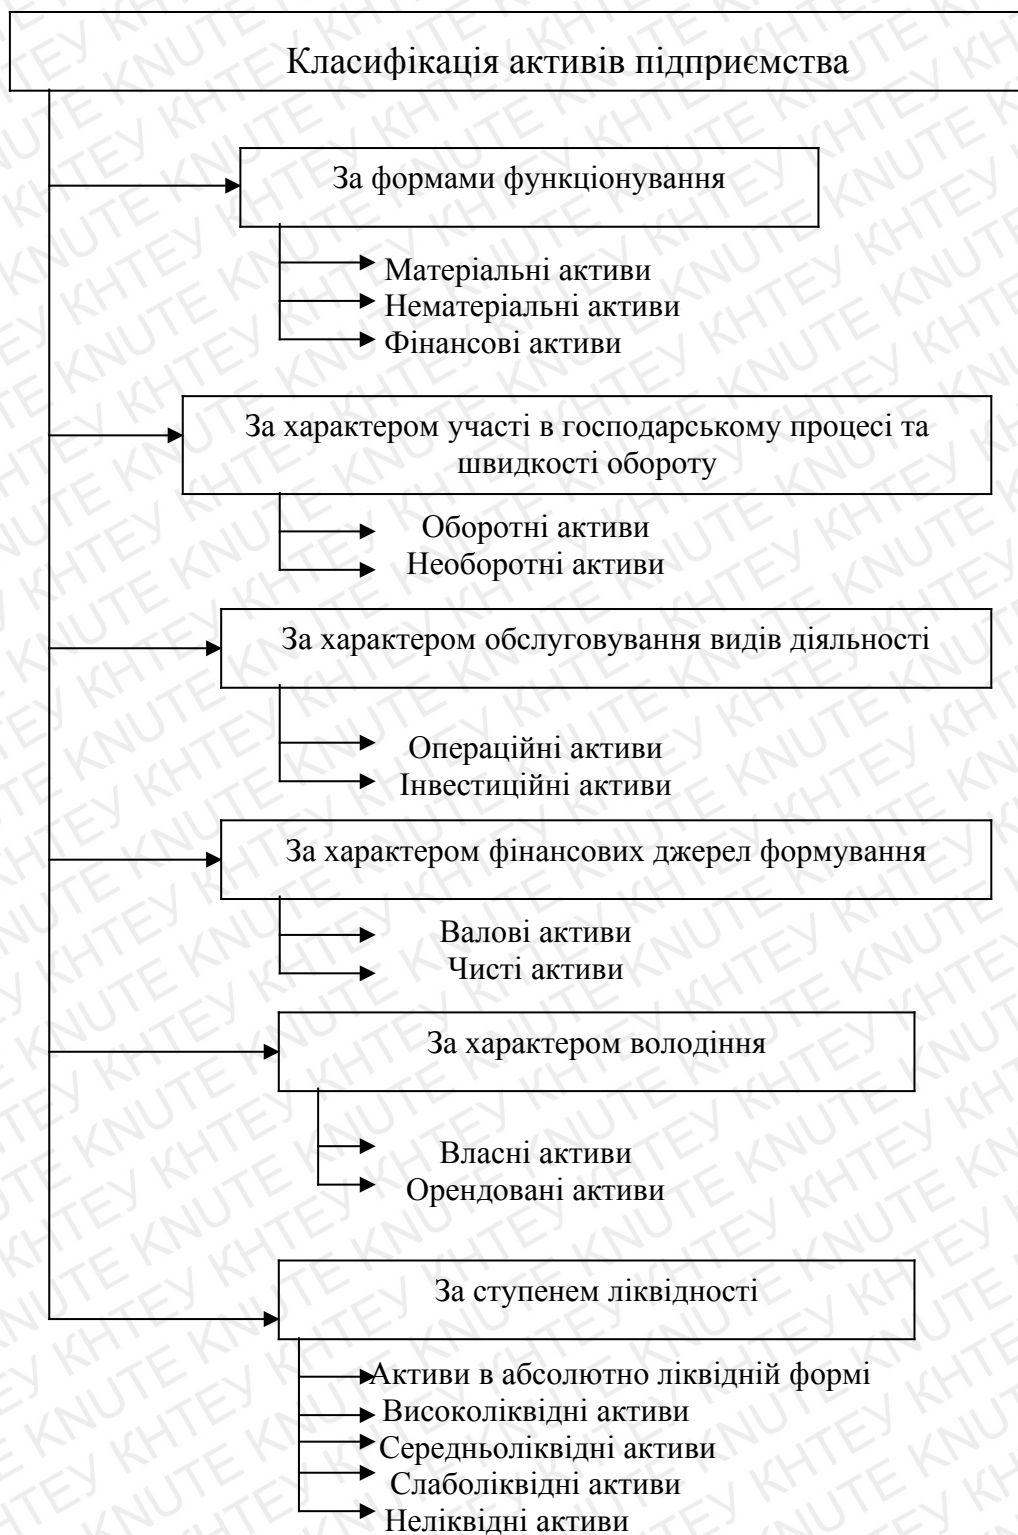 Класифікація активів підприємства
За формами функціонування
Матеріальні активи
Нематеріальні активи
Фінансові активи
За характером участі в господарському процесі та
швидкості обороту
Оборотні активи
Необоротні активи
За характером обслуговування видів діяльності
Операційні активи
Інвестиційні активи
За характером фінансових джерел формування
Валові активи
Чисті активи
За характером володіння
Власні активи
Орендовані активи
За ступенем ліквідності
Активи в абсолютно ліквідній формі
Високоліквідні активи
Середньоліквідні активи
Слаболіквідні активи
Неліквідні активи